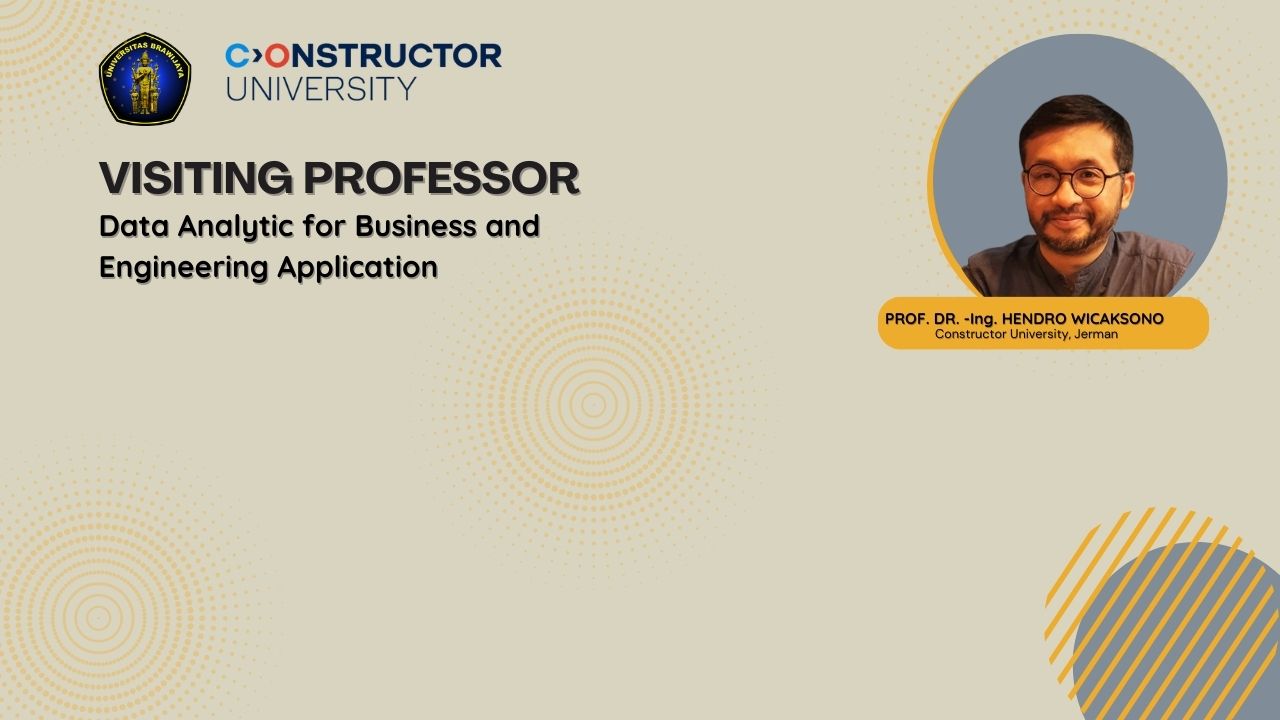 UNIVERSITAS BRAWIJAYA
CONSTRUCTOR
UNIVERSITY
VISITING PROFESSOR
Data Analytic for Business and
Engineering Application
PROF. DR. -Ing. HENDRO WICAKSONO
Constructor University, Jerman